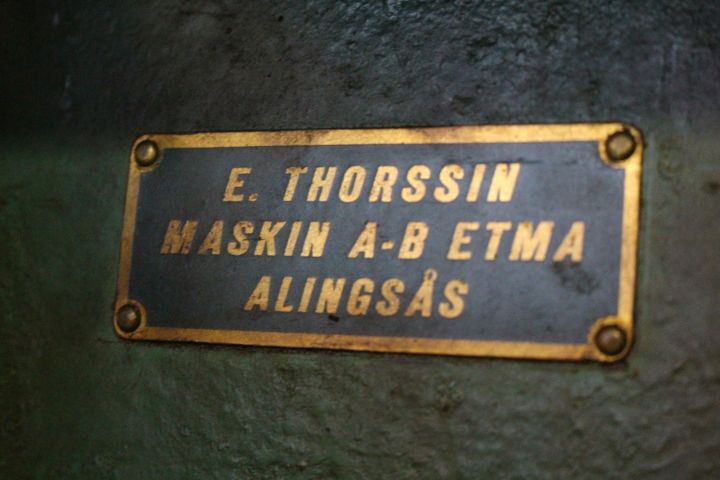 E. THORSSIN
MASKIN A-B ETMA
ALINGSÅS